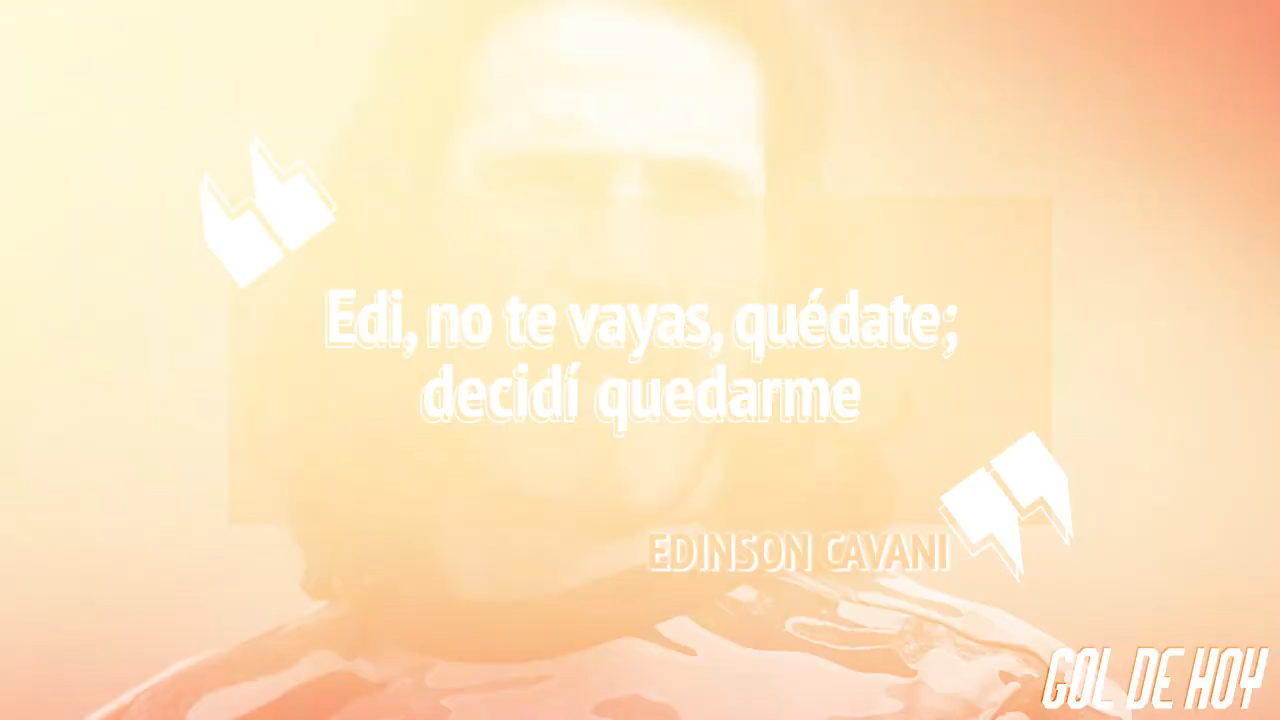 Edi, no te vayas, quédate;
decidí quedarme
EDINSON CAVANI
GOL DE HOY